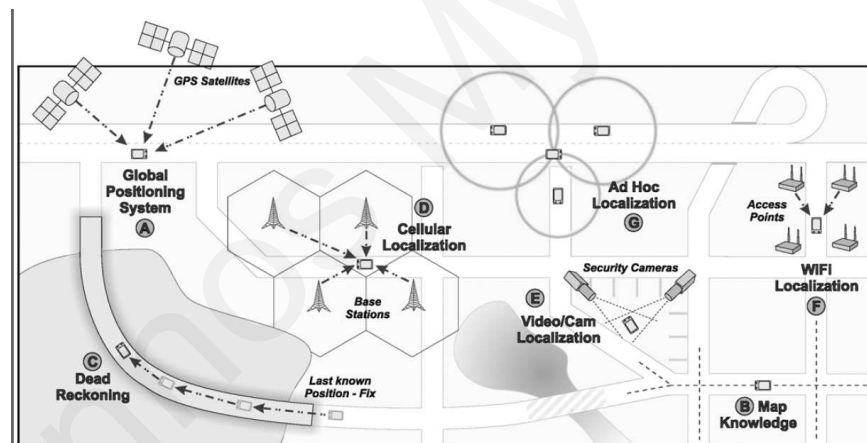 GPS Satellites
Global
Positioning
System
A
D
Cellular
Localization
Base
Stations
Ad Hoc
Localization
G
Access
Points
WiFi
Localization
F
Security Cameras
E
Video/Cam
Localization
C
Dead
Reckoning
Last known
Position - Fix
B Map
Knowledge